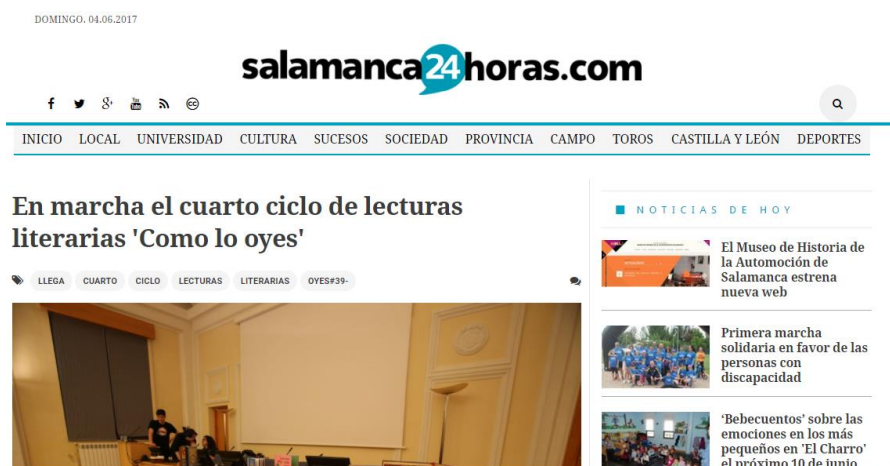 DOMINGO. 04.06.2017
salamanca24horas.com
INICIO LOCAL UNIVERSIDAD CULTURA SUCESOS SOCIEDAD PROVINCIA CAMPO TOROS CASTILLA Y LEÓN DEPORTES
En marcha el cuarto ciclo de lecturas
literarias 'Como lo oyes'
LLEGA CUARTO CICLO LECTURAS LITERARIAS OYES#39-
NOTICIAS DE HOY
El Museo de Historia de
la Automoción de
Salamanca estrena
nueva web
Primera marcha
solidaria en favor de las
personas con
discapacidad
‘Bebecuentos’ sobre las
emociones en los más
pequeños en 'El Charro'
el próximo 10 de junio